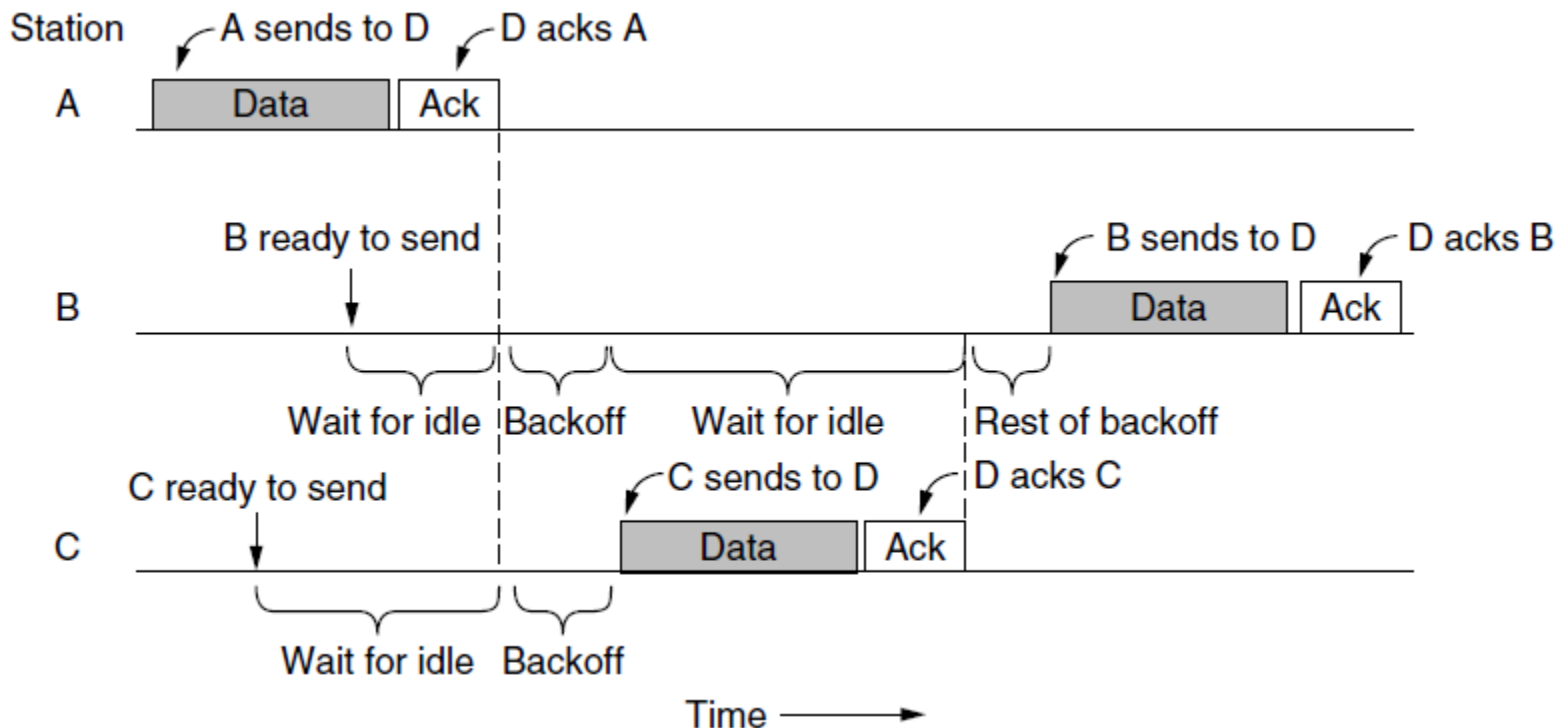 Station
A sends to D
D acks A
A
Data
Ack
B ready to send
B sends to D
D acks B
B
Data
Ack
Wait for idle
Backoff
Wait for idle
Rest of backoff
C ready to send
C sends to D
D acks C
C
Data
Ack
Wait for idle
Backoff
Time